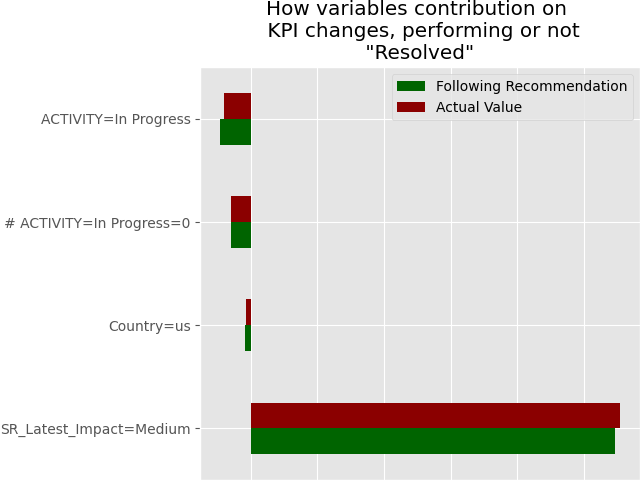 How variables contribution on
KPI changes, performing or not
"Resolved"
Following Recommendation
Actual Value
ACTIVITY=In Progress
# ACTIVITY=In Progress=0
Country=us
SR_Latest_Impact=Medium